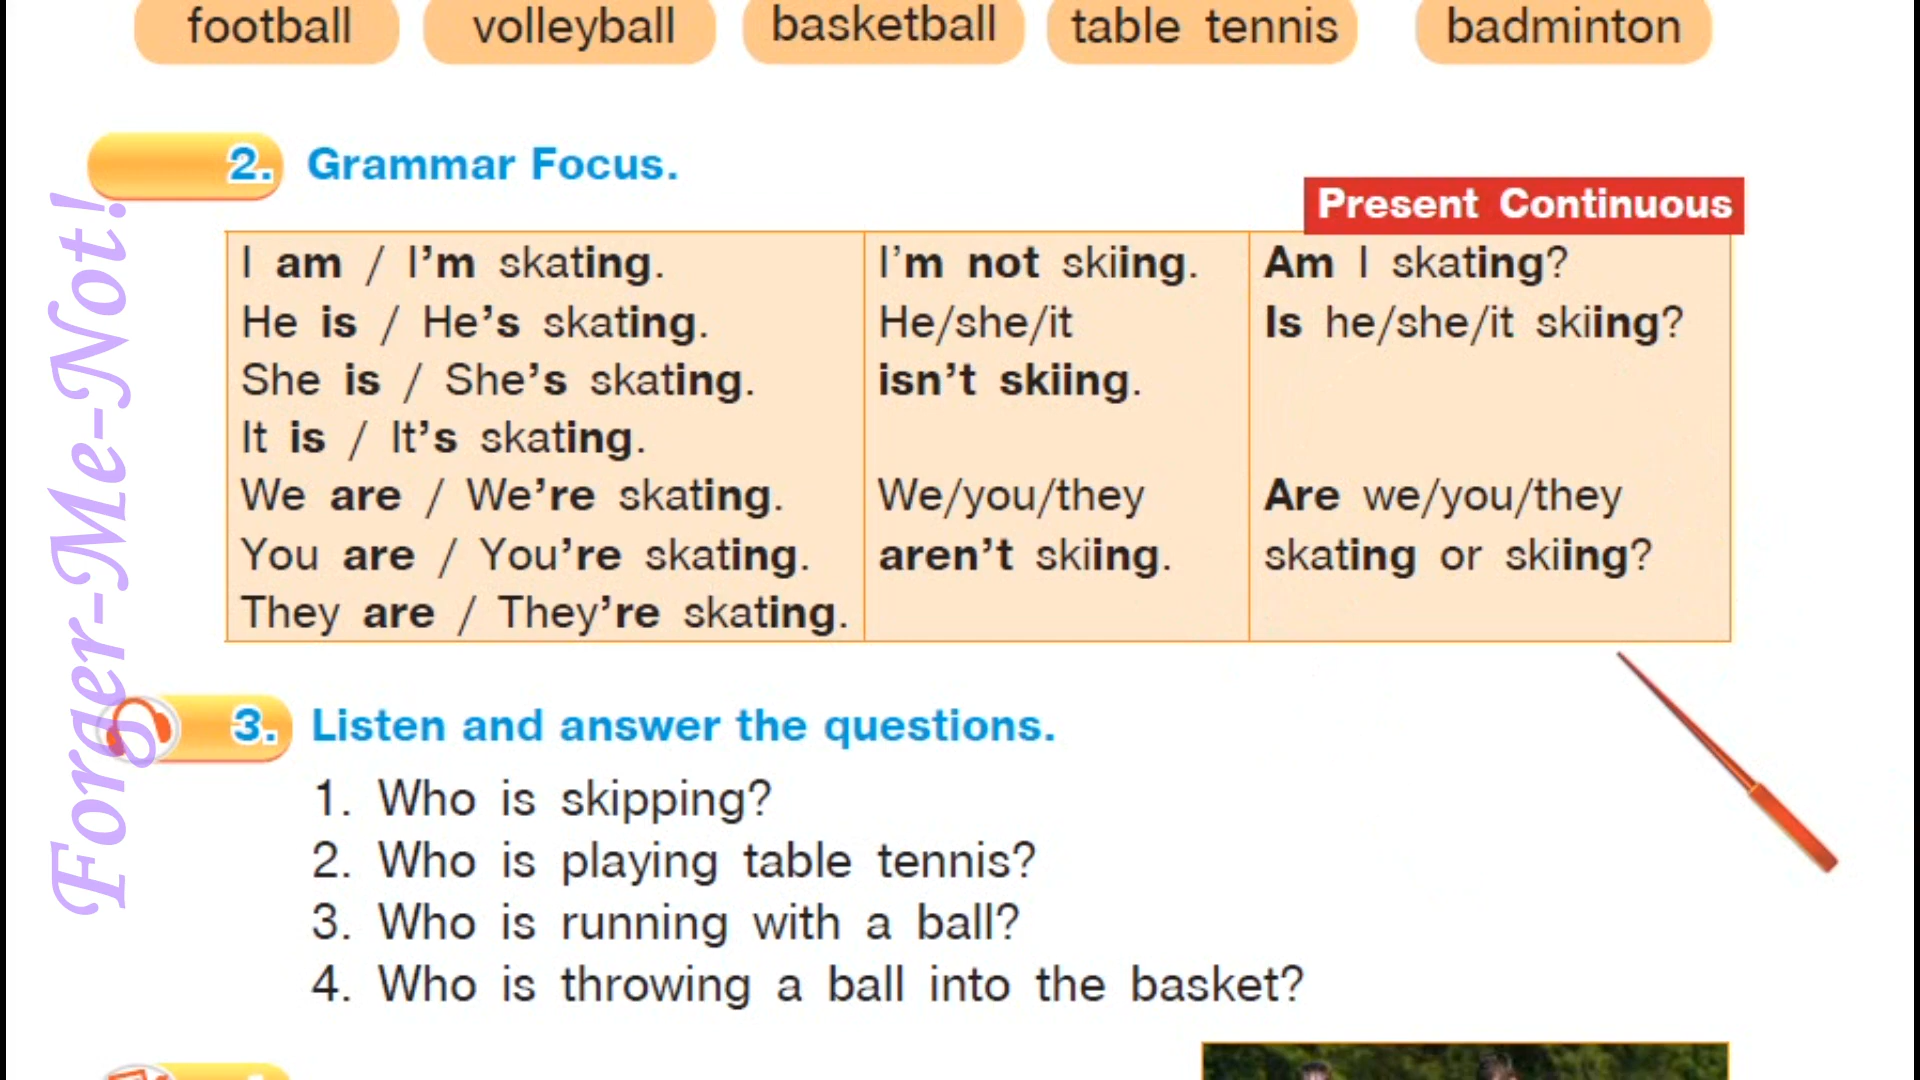 football volleyball basketball table tennis badminton
2. Grammar Focus.
Present Continuous
I am / I’m skating.
He is / He’s skating.
She is / She’s skating.
It is / It’s skating.
We are / We’re skating.
You are / You’re skating.
They are / They’re skating.
I’m not skiing.
He/she/it
isn’t skiing.
We/you/they
aren’t skiing.
Am I skating?
Is he/she/it skiing?
Are we/you/they
skating or skiing?
Forger-Me-Not!
3. Listen and answer the questions.
1. Who is skipping?
2. Who is playing table tennis?
3. Who is running with a ball?
4. Who is throwing a ball into the basket?